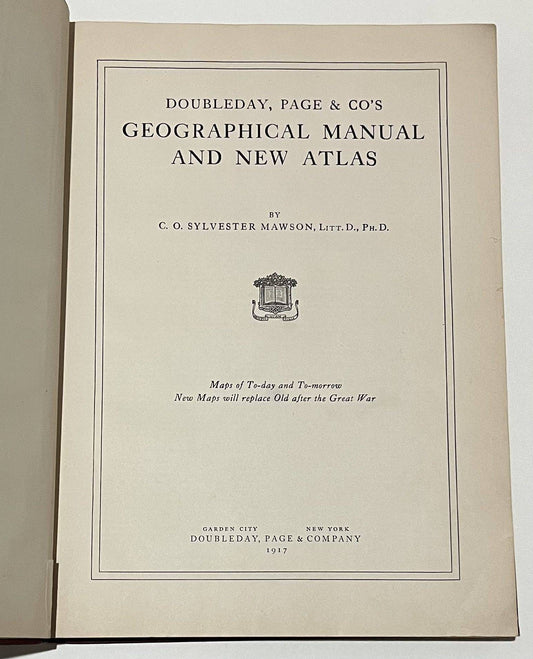 DOUBLEDAY, PAGE & CO'S
GEOGRAPHICAL MANUAL
AND NEW ATLAS
BY
C. O. SYLVESTER MAWSON, LITT. D., PH. D.
Maps of To-day and To-morrow
New Maps will replace Old after the Great War
GARDEN CITY NEW YORK
DOUBLEDAY, PAGE & COMPANY
1917